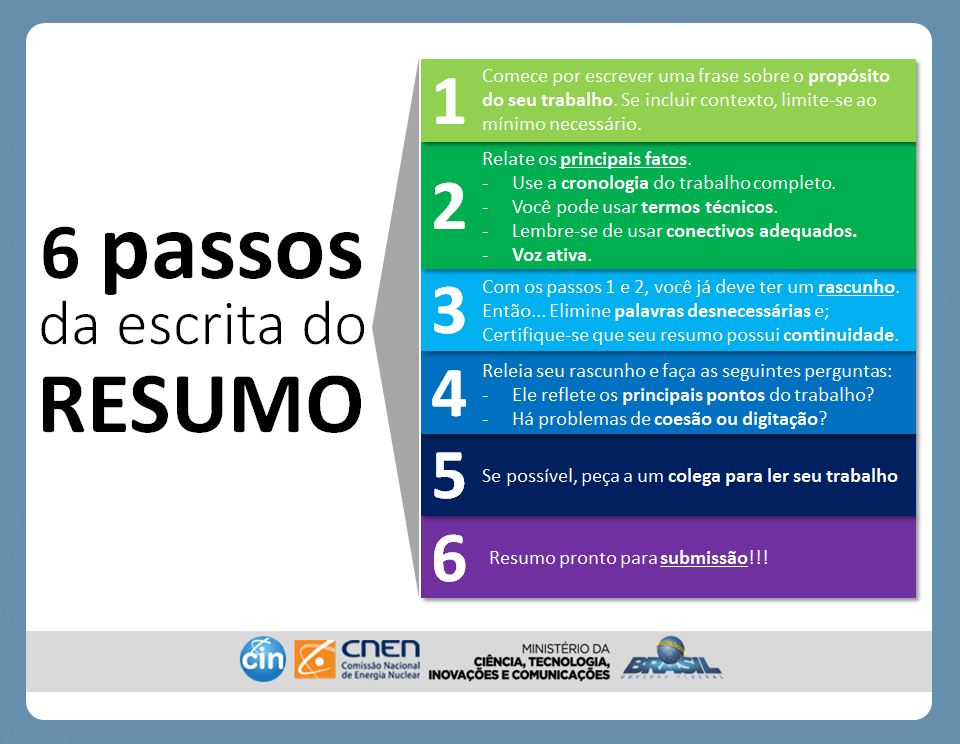 6 passos
da escrita do
RESUMO
1
Comece por escrever uma frase sobre o propósito
do seu trabalho. Se incluir contexto, limite-se ao
mínimo necessário.
2
Relate os principais fatos.
- Use a cronologia do trabalho completo.
- Você pode usar termos técnicos.
- Lembre-se de usar conectivos adequados.
- Voz ativa.
3
Com os passos 1 e 2, você já deve ter um rascunho.
Então... Elimine palavras desnecessárias e;
Certifique-se que seu resumo possui continuidade.
4
Releia seu rascunho e faça as seguintes perguntas:
- Ele reflete os principais pontos do trabalho?
- Há problemas de coesão ou digitação?
5
Se possível, peça a um colega para ler seu trabalho
6
Resumo pronto para submissão!!!
cin
CNEN
Comissão Nacional
de Energia Nuclear
MINISTÉRIO DA
CIÊNCIA, TECNOLOGIA,
INOVAÇÕES E COMUNICAÇÕES
BRASIL
GOVERNO FEDERAL